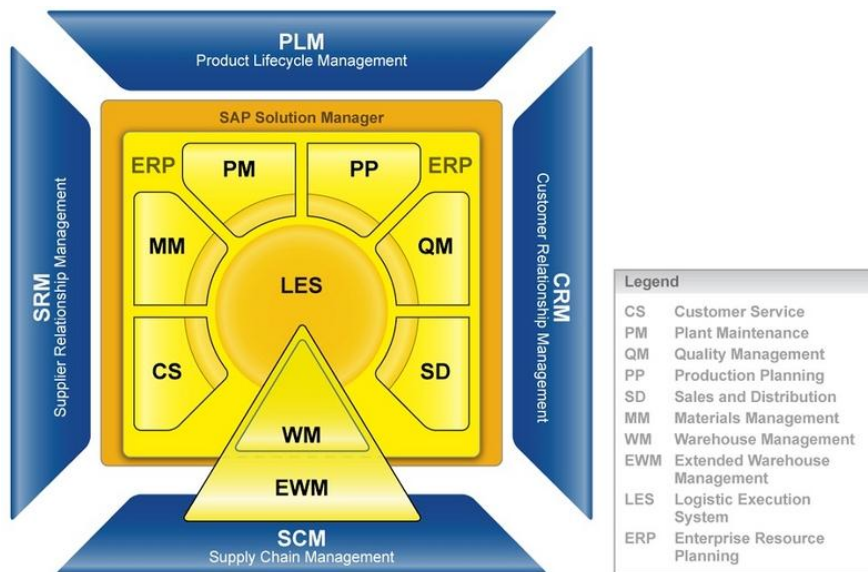 PLM
Product Lifecycle Management
SAP Solution Manager
ERP
PM
PP
ERP
MM
QM
LES
CS
SD
WM
EWM
SCM
Supply Chain Management
SRM
Supplier Relationship Management
CRM
Customer Relationship Management
Legend
CS Customer Service
PM Plant Maintenance
QM Quality Management
PP Production Planning
SD Sales and Distribution
MM Materials Management
WM Warehouse Management
EWM Extended Warehouse
Management
LES Logistic Execution
System
ERP Enterprise Resource
Planning